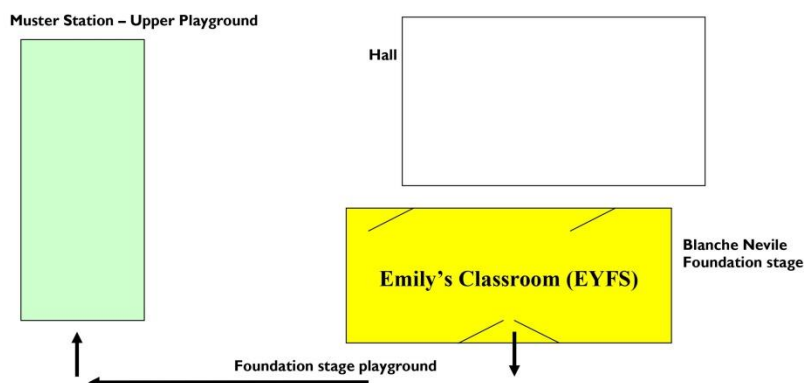 Muster Station – Upper Playground
Hall
Blanche Nevile
Foundation stage
Emily's Classroom (EYFS)
Foundation stage playground